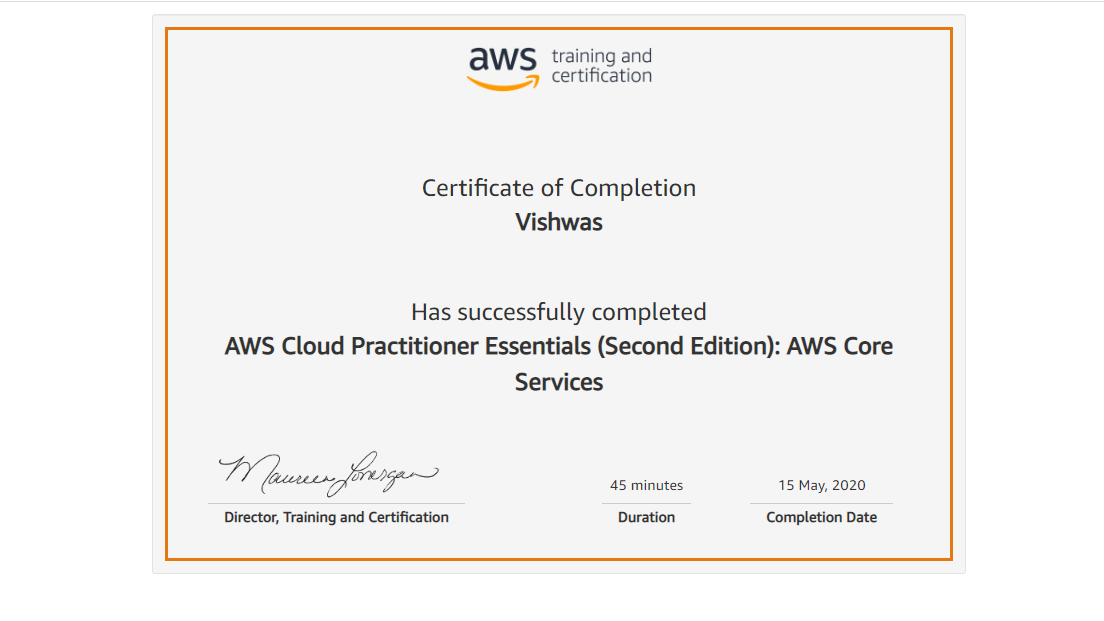 aws training and
certification
Certificate of Completion
Vishwas
Has successfully completed
AWS Cloud Practitioner Essentials (Second Edition): AWS Core
Services
Maureen Lonergan
45 minutes
15 May, 2020
Director, Training and Certification
Duration
Completion Date